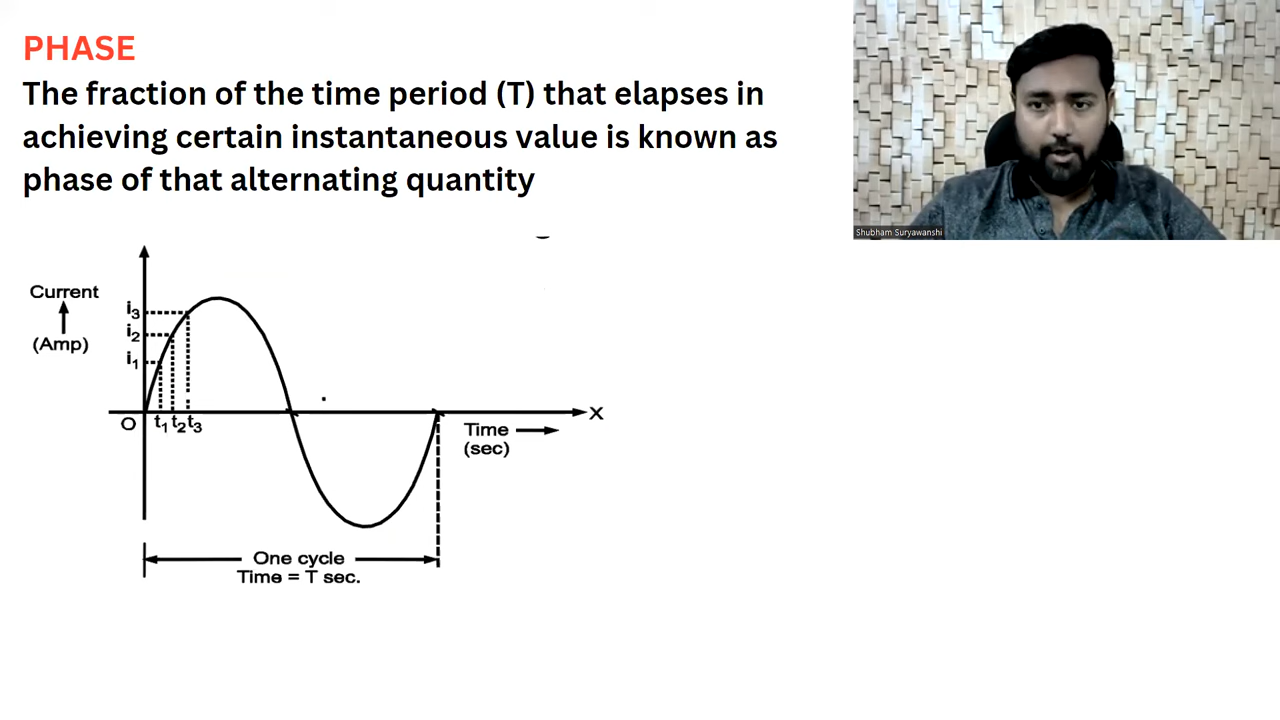 PHASE
The fraction of the time period (T) that elapses in
achieving certain instantaneous value is known as
phase of that alternating quantity
Shubham Suryawanshi
Current
(Amp)
i3
i2
i1
O
t1 t2 t3
X
Time
(sec)
One cycle
Time = T sec.